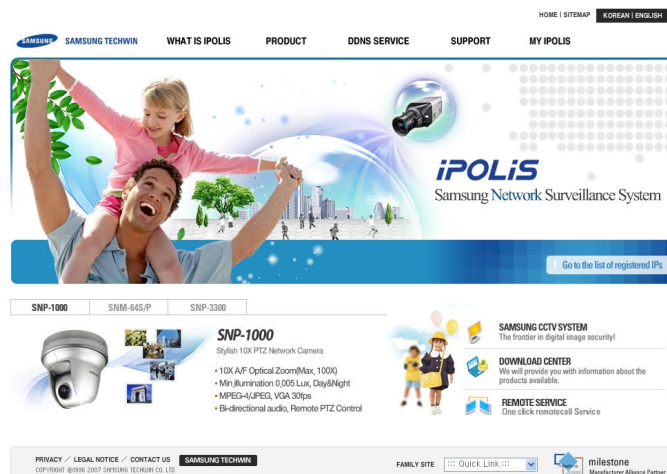 HOME | SITEMAP KOREAN | ENGLISH
SAMSUNG SAMSUNG TECHWIN WHAT IS IPOLIS PRODUCT DDNS SERVICE SUPPORT MY IPOLIS
iPOLiS
Samsung Network Surveillance System
Go to the list of registered IPs
SNP-1000 SNM-64S/P SNP-3300
SNP-1000
Stylish 10X PTZ Network Camera
• 10X A/F Optical Zoom(Max, 100X)
• Min,illumination 0,005 Lux, Day&Night
• MPEG-4/JPEG, VGA 30fps
• Bi-directional audio, Remote PTZ Control
SAMSUNG CCTV SYSTEM
The frontier in digital image security!
DOWNLOAD CENTER
We will provide you with information about the
products available.
REMOTE SERVICE
One click remotecall Service
PRIVACY / LEGAL NOTICE / CONTACT US SAMSUNG TECHWIN
COPYRIGHT @1996 2007 SAMSUNG TECHWIN CO. LTD
FAMILY SITE ::: Quick Link :::
milestone
Manufacturer Alliance Partner